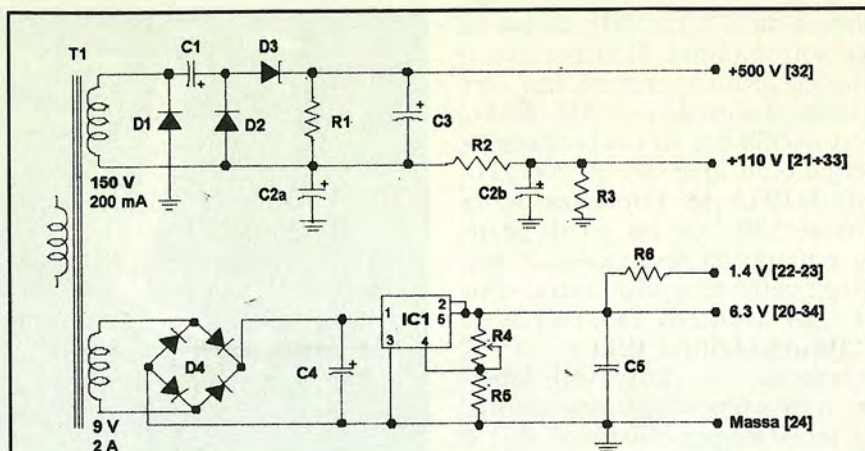 T1
C1
D3
+500 V [32]
D1
D2
R1
C3
R2
+110 V [21+33]
150 V
200 mA
C2a
C2b
R3
R6
1.4 V [22-23]
1
IC1
2
5
6.3 V [20-34]
3
4
R4
D4
C4
R5
C5
9 V
2 A
Massa [24]